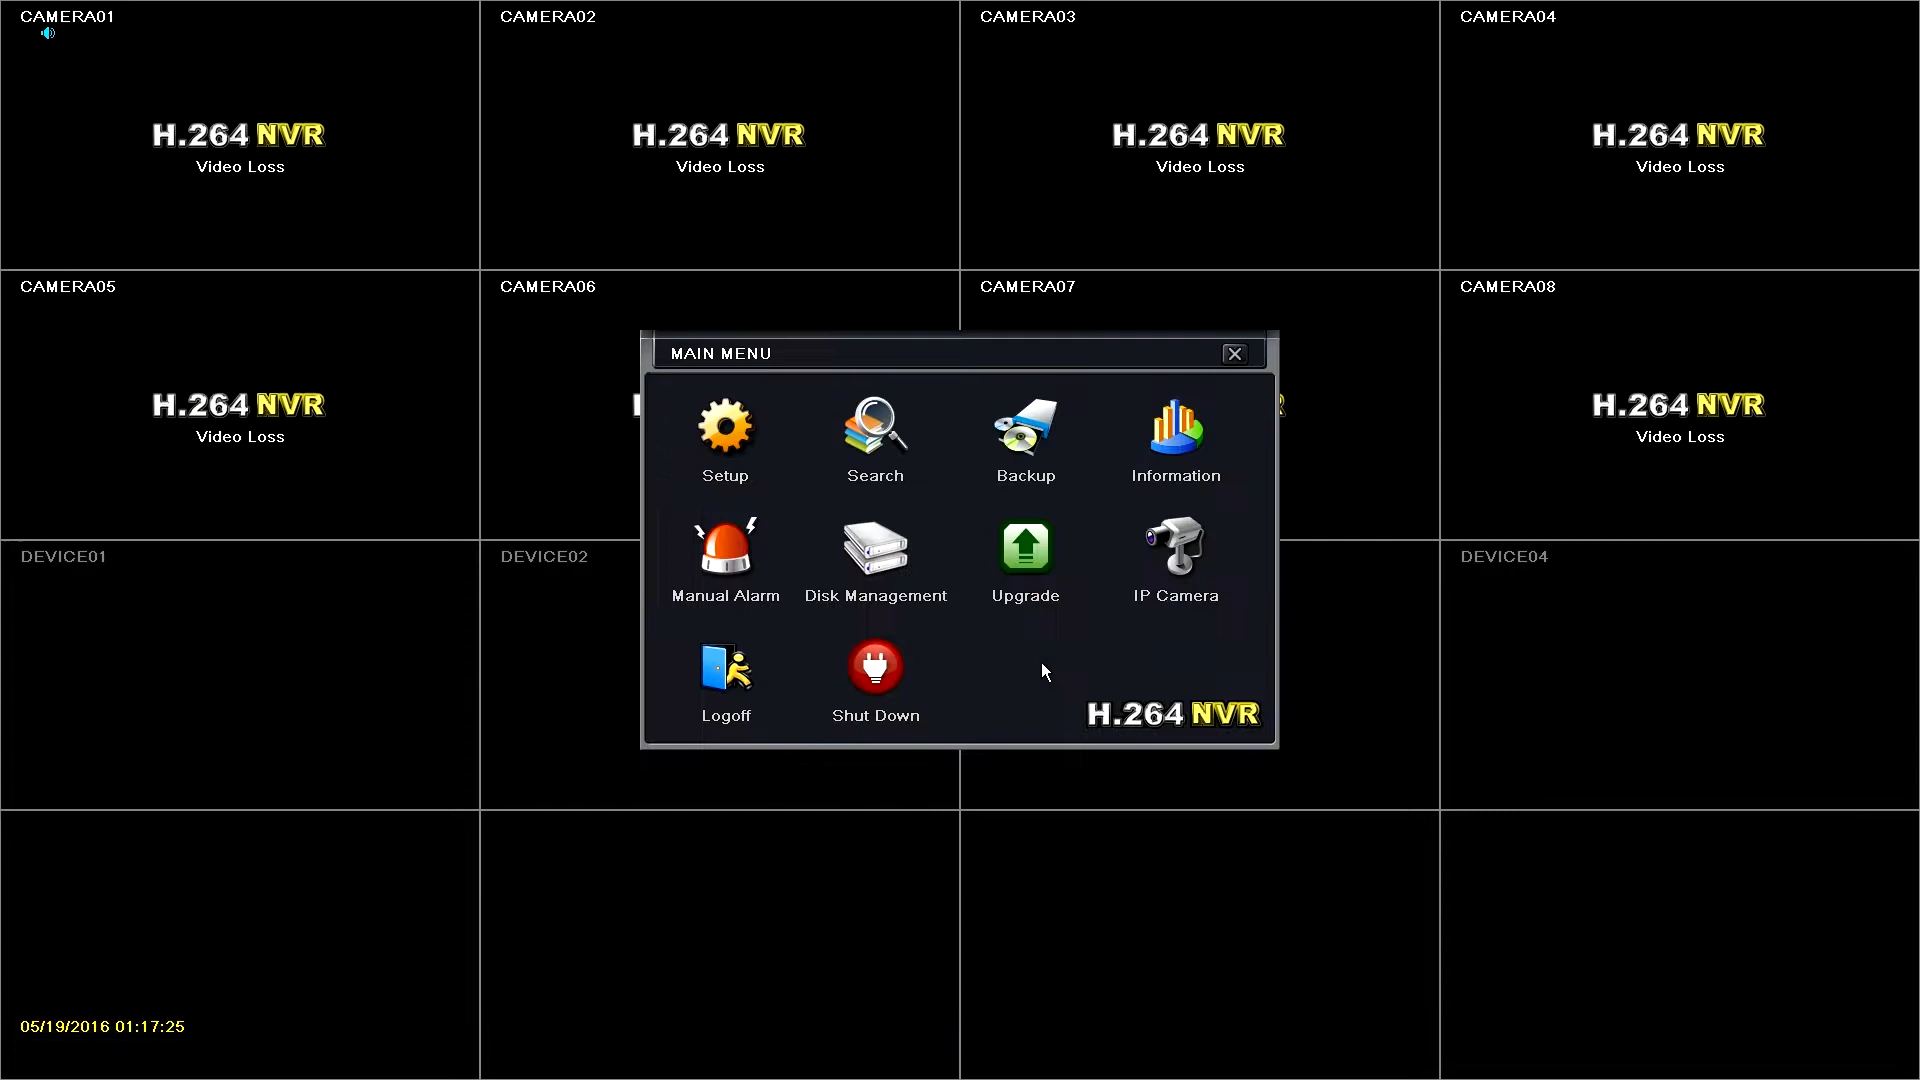 CAMERA01
CAMERA02
CAMERA03
CAMERA04
H.264 NVR
Video Loss
H.264 NVR
Video Loss
H.264 NVR
Video Loss
H.264 NVR
Video Loss
CAMERA05
CAMERA06
CAMERA07
CAMERA08
H.264 NVR
Video Loss
H.264 NVR
Video Loss
MAIN MENU
Setup
Search
Backup
Information
Manual Alarm
Disk Management
Upgrade
IP Camera
Logoff
Shut Down
H.264 NVR
DEVICE01
DEVICE02
DEVICE04
05/19/2016 01:17:25